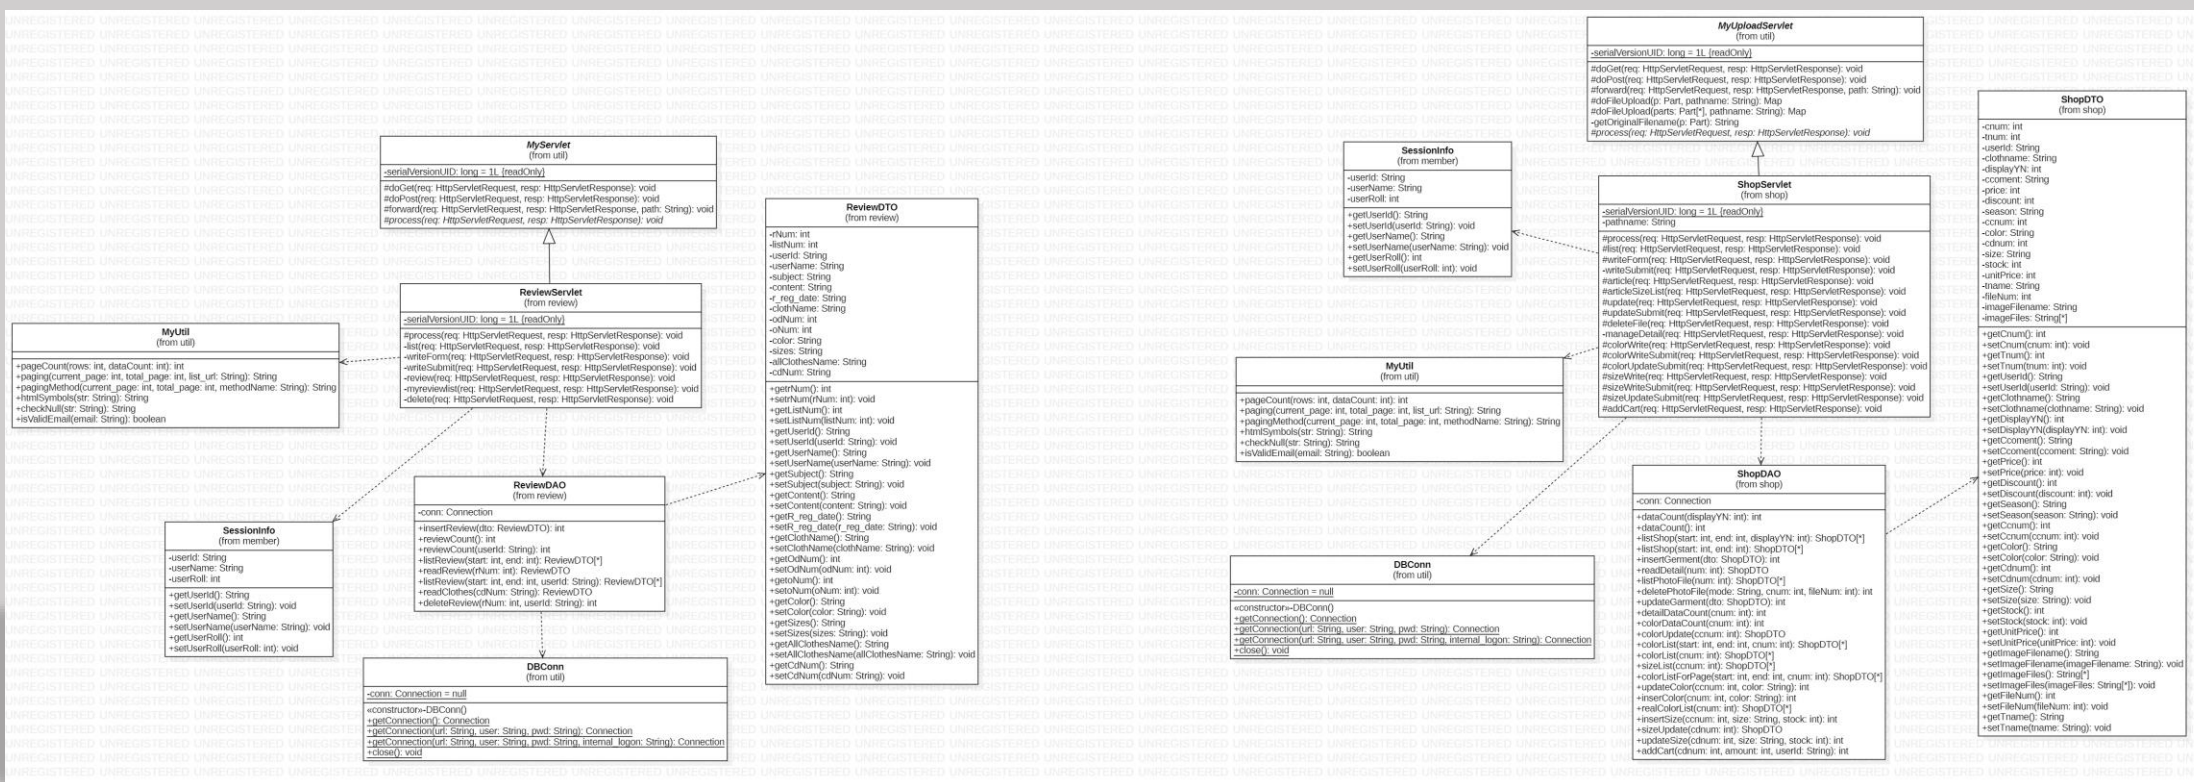 MyServlet
(from util)
-serialVersionUID: long = 1L {readOnly}
#doGet(req: HttpServletRequest, resp: HttpServletResponse): void
#doPost(req: HttpServletRequest, resp: HttpServletResponse): void
#forward(req: HttpServletRequest, resp: HttpServletResponse, path: String): void
#process(req: HttpServletRequest, resp: HttpServletResponse): void
ReviewServlet
(from review)
-serialVersionUID: long = 1L {readOnly}
#process(req: HttpServletRequest, resp: HttpServletResponse): void
-list(req: HttpServletRequest, resp: HttpServletResponse): void
-writeForm(req: HttpServletRequest, resp: HttpServletResponse): void
-writeSubmit(req: HttpServletRequest, resp: HttpServletResponse): void
-review(req: HttpServletRequest, resp: HttpServletResponse): void
-myreviewlist(req: HttpServletRequest, resp: HttpServletResponse): void
-delete(req: HttpServletRequest, resp: HttpServletResponse): void
MyUtil
(from util)
+pageCount(rows: int, dataCount: int): int
+paging(current_page: int, total_page: int, list_url: String): String
+pagingMethod(current_page: int, total_page: int, methodName: String): String
+htmlSymbols(str: String): String
+checkNull(str: String): String
+isValidEmail(email: String): boolean
SessionInfo
(from member)
-userId: String
-userName: String
-userRoll: int
+getUserId(): String
+setUserId(userId: String): void
+getUserName(): String
+setUserName(userName: String): void
+getUserRoll(): int
+setUserRoll(userRoll: int): void
ReviewDAO
(from review)
-conn: Connection
+insertReview(dto: ReviewDTO): int
+reviewCount(): int
+reviewCount(userId: String): int
+listReview(start: int, end: int): ReviewDTO[*]
+readReview(rNum: int): ReviewDTO
+listReview(start: int, end: int, userId: String): ReviewDTO[*]
+readClothes(cdNum: String): ReviewDTO
+deleteReview(rNum: int, userId: String): int
DBConn
(from util)
-conn: Connection = null
«constructor»-DBConn()
+getConnection(): Connection
+getConnection(url: String, user: String, pwd: String): Connection
+getConnection(url: String, user: String, pwd: String, internal_logon: String): Connection
+close(): void
ReviewDTO
(from review)
-rNum: int
-listNum: int
-userId: String
-userName: String
-subject: String
-content: String
-r_reg_date: String
-clothName: String
-odNum: int
-oNum: int
-color: String
-sizes: String
-allClothesName: String
-cdNum: String
+getrNum(): int
+setrNum(rNum: int): void
+getListNum(): int
+setListNum(listNum: int): void
+getUserId(): String
+setUserId(userId: String): void
+getUserName(): String
+setUserName(userName: String): void
+getSubject(): String
+setSubject(subject: String): void
+getContent(): String
+setContent(content: String): void
+getR_reg_date(): String
+setR_reg_date(r_reg_date: String): void
+getClothName(): String
+setClothName(clothName: String): void
+getOdNum(): int
+setOdNum(odNum: int): void
+getoNum(): int
+setoNum(oNum: int): void
+getColor(): String
+setColor(color: String): void
+getSizes(): String
+setSizes(sizes: String): void
+getAllClothesName(): String
+setAllClothesName(allClothesName: String): void
+getCdNum(): String
+setCdNum(cdNum: String): void
MyUploadServlet
(from util)
-serialVersionUID: long = 1L {readOnly}
#doGet(req: HttpServletRequest, resp: HttpServletResponse): void
#doPost(req: HttpServletRequest, resp: HttpServletResponse): void
#forward(req: HttpServletRequest, resp: HttpServletResponse, path: String): void
#doFileUpload(p: Part, pathname: String): Map
#doFileUpload(parts: Part[*], pathname: String): Map
-getOriginalFilename(p: Part): String
#process(req: HttpServletRequest, resp: HttpServletResponse): void
SessionInfo
(from member)
-userId: String
-userName: String
-userRoll: int
+getUserId(): String
+setUserId(userId: String): void
+getUserName(): String
+setUserName(userName: String): void
+getUserRoll(): int
+setUserRoll(userRoll: int): void
ShopServlet
(from shop)
-serialVersionUID: long = 1L {readOnly}
-pathname: String
#process(req: HttpServletRequest, resp: HttpServletResponse): void
#list(req: HttpServletRequest, resp: HttpServletResponse): void
#writeForm(req: HttpServletRequest, resp: HttpServletResponse): void
-writeSubmit(req: HttpServletRequest, resp: HttpServletResponse): void
#article(req: HttpServletRequest, resp: HttpServletResponse): void
#articleSizeList(req: HttpServletRequest, resp: HttpServletResponse): void
#update(req: HttpServletRequest, resp: HttpServletResponse): void
#updateSubmit(req: HttpServletRequest, resp: HttpServletResponse): void
#deleteFile(req: HttpServletRequest, resp: HttpServletResponse): void
-manageDetail(req: HttpServletRequest, resp: HttpServletResponse): void
#colorWrite(req: HttpServletRequest, resp: HttpServletResponse): void
#colorWriteSubmit(req: HttpServletRequest, resp: HttpServletResponse): void
#colorUpdateSubmit(req: HttpServletRequest, resp: HttpServletResponse): void
#sizeWrite(req: HttpServletRequest, resp: HttpServletResponse): void
#sizeWriteSubmit(req: HttpServletRequest, resp: HttpServletResponse): void
#sizeUpdateSubmit(req: HttpServletRequest, resp: HttpServletResponse): void
#addCart(req: HttpServletRequest, resp: HttpServletResponse): void
MyUtil
(from util)
+pageCount(rows: int, dataCount: int): int
+paging(current_page: int, total_page: int, list_url: String): String
+pagingMethod(current_page: int, total_page: int, methodName: String): String
+htmlSymbols(str: String): String
+checkNull(str: String): String
+isValidEmail(email: String): boolean
DBConn
(from util)
-conn: Connection = null
«constructor»-DBConn()
+getConnection(): Connection
+getConnection(url: String, user: String, pwd: String): Connection
+getConnection(url: String, user: String, pwd: String, internal_logon: String): Connection
+close(): void
ShopDAO
(from shop)
-conn: Connection
+dataCount(displayYN: int): int
+dataCount(): int
+listShop(start: int, end: int, displayYN: int): ShopDTO[*]
+listShop(start: int, end: int): ShopDTO[*]
+insertGerment(dto: ShopDTO): int
+readDetail(num: int): ShopDTO
+listPhotoFile(num: int): ShopDTO[*]
+deletePhotoFile(mode: String, cnum: int, fileNum: int): int
+updateGarment(dto: ShopDTO): int
+detailDataCount(cnum: int): int
+colorDataCount(cnum: int): int
+colorUpdate(ccnum: int): ShopDTO
+colorList(start: int, end: int, cnum: int): ShopDTO[*]
+colorList(cnum: int): ShopDTO[*]
+sizeList(ccnum: int): ShopDTO[*]
+colorListForPage(start: int, end: int, cnum: int): ShopDTO[*]
+updateColor(ccnum: int, color: String): int
+inserColor(cnum: int, color: String): int
+realColorList(cnum: int): ShopDTO[*]
+insertSize(ccnum: int, size: String, stock: int): int
+sizeUpdate(cdnum: int): ShopDTO
+updateSize(cdnum: int, size: String, stock: int): int
+addCart(cdnum: int, amount: int, userId: String): int
ShopDTO
(from shop)
-cnum: int
-tnum: int
-userId: String
-clothname: String
-displayYN: int
-ccoment: String
-price: int
-discount: int
-season: String
-ccnum: int
-color: String
-cdnum: int
-size: String
-stock: int
-unitPrice: int
-tname: String
-fileNum: int
-imageFilename: String
-imageFiles: String[*]
+getCnum(): int
+setCnum(cnum: int): void
+getTnum(): int
+setTnum(tnum: int): void
+getUserId(): String
+setUserId(userId: String): void
+getClothname(): String
+setClothname(clothname: String): void
+getDisplayYN(): int
+setDisplayYN(displayYN: int): void
+getCcoment(): String
+setCcoment(ccoment: String): void
+getPrice(): int
+setPrice(price: int): void
+getDiscount(): int
+setDiscount(discount: int): void
+getSeason(): String
+setSeason(season: String): void
+getCcnum(): int
+setCcnum(ccnum: int): void
+getColor(): String
+setColor(color: String): void
+getCdnum(): int
+setCdnum(cdnum: int): void
+getSize(): String
+setSize(size: String): void
+getStock(): int
+setStock(stock: int): void
+getUnitPrice(): int
+setUnitPrice(unitPrice: int): void
+getImageFilename(): String
+setImageFilename(imageFilename: String): void
+getImageFiles(): String[*]
+setImageFiles(imageFiles: String[*]): void
+getFileNum(): int
+setFileNum(fileNum: int): void
+getTname(): String
+setTname(tname: String): void